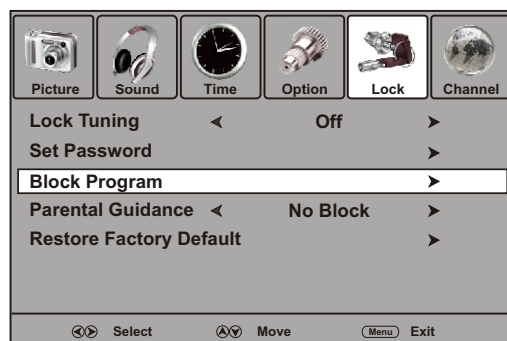 Picture Sound Time Option Lock Channel
Lock Tuning Off
Set Password
Block Program
Parental Guidance No Block
Restore Factory Default
Select Move Menu Exit